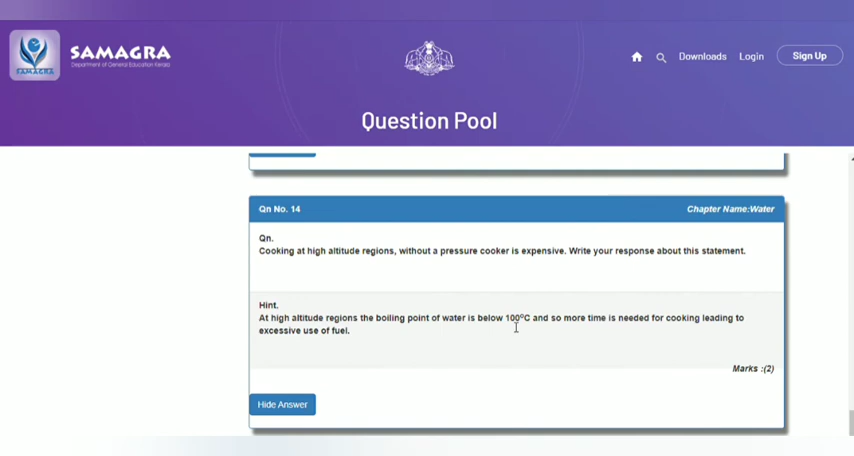 SAMAGRA
Department of General Education Kerala
SAMAGRA
Downloads
Login
Sign Up
Question Pool
Qn No. 14
Chapter Name:Water
Qn.
Cooking at high altitude regions, without a pressure cooker is expensive. Write your response about this statement.
Hint.
At high altitude regions the boiling point of water is below 100°C and so more time is needed for cooking leading to
excessive use of fuel.
Marks :(2)
Hide Answer